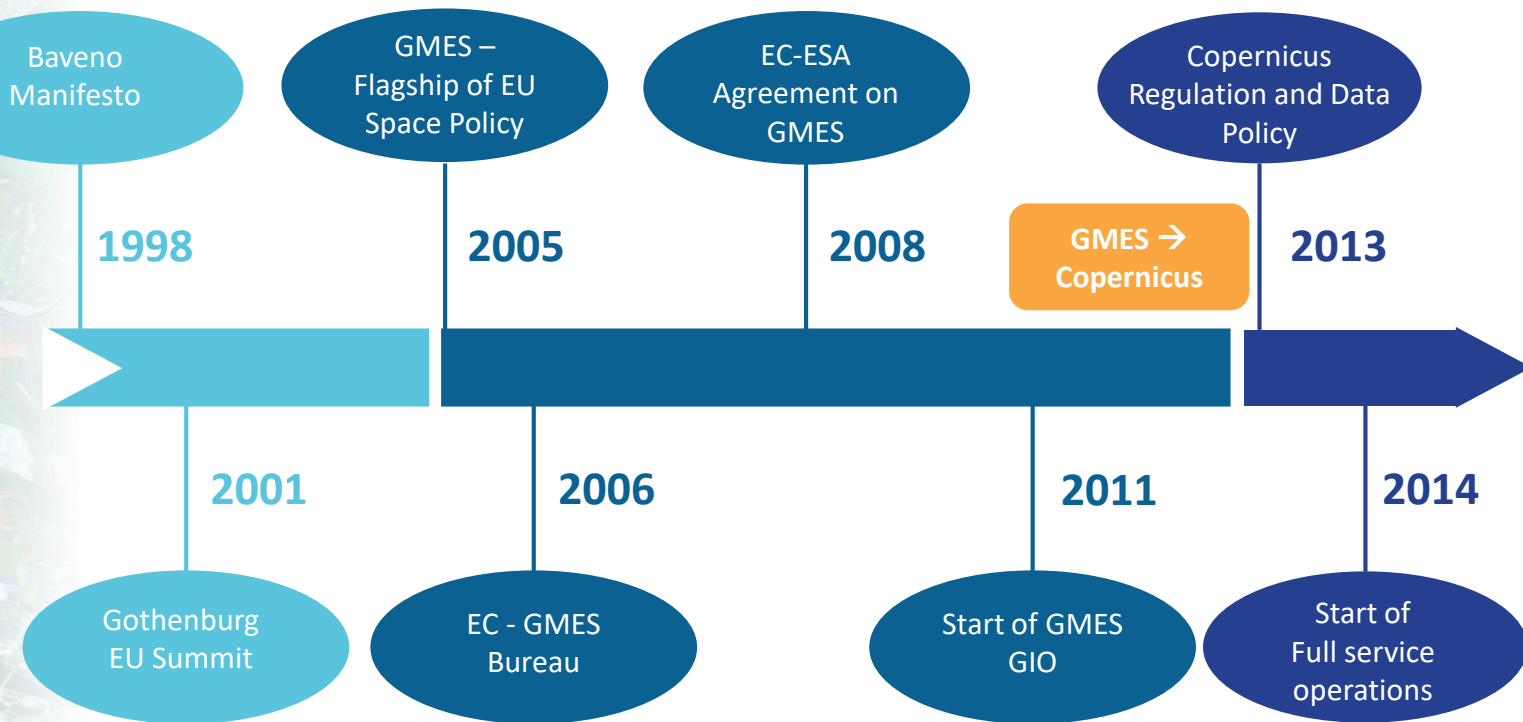 Baveno
Manifesto
GMES –
Flagship of EU
Space Policy
EC-ESA
Agreement on
GMES
Copernicus
Regulation and Data
Policy
1998
2005
2008
GMES →
Copernicus
2013
2001
2006
2011
2014
Gothenburg
EU Summit
EC - GMES
Bureau
Start of GMES
GIO
Start of
Full service
operations